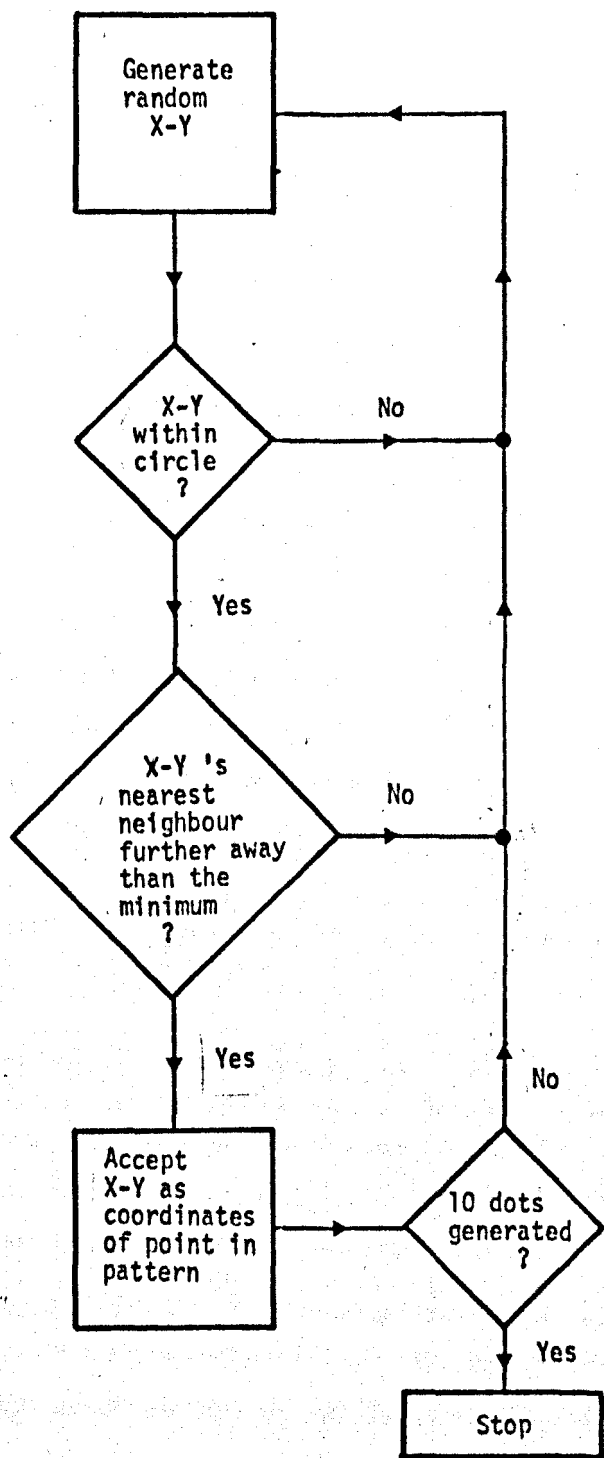 Generate
random
X-Y
X-Y
within
circle
?
No
Yes
X-Y 's
nearest
neighbour
further away
than the
minimum
?
No
Yes
Accept
X-Y as
coordinates
of point in
pattern
10 dots
generated
?
No
Yes
Stop